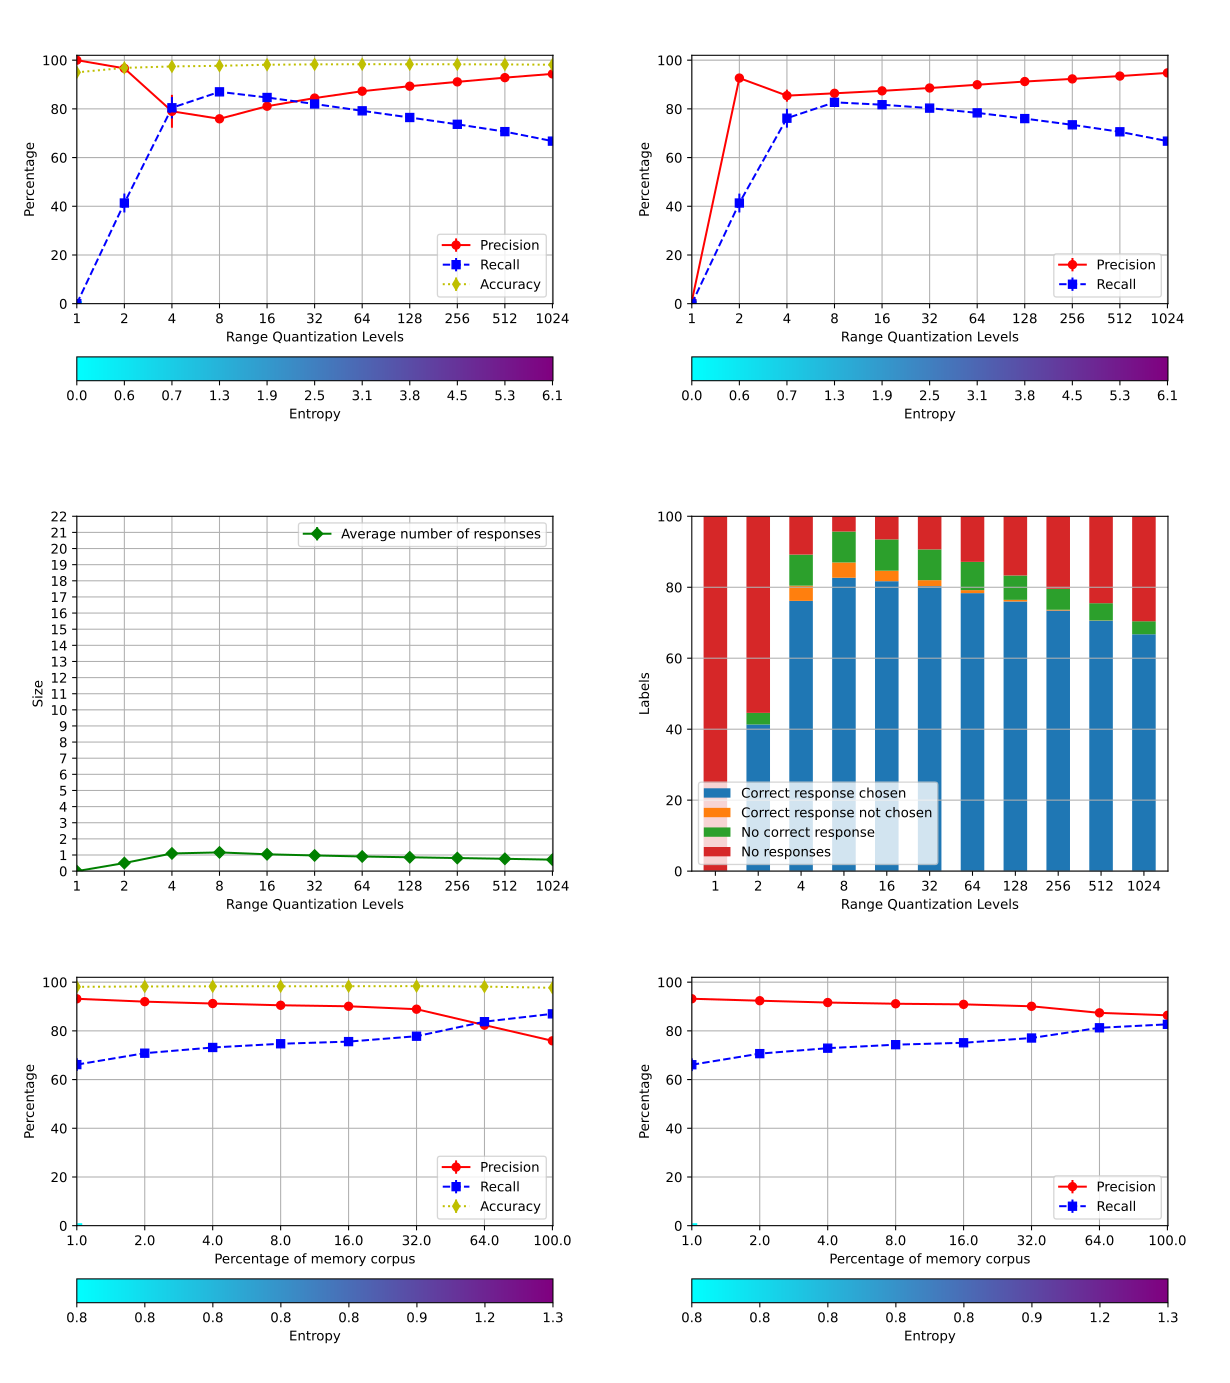 100
80
60
40
20
0
Percentage
Precision
Recall
Accuracy
1 2 4 8 16 32 64 128 256 512 1024
Range Quantization Levels
0.0 0.6 0.7 1.3 1.9 2.5 3.1 3.8 4.5 5.3 6.1
Entropy
100
80
60
40
20
0
Percentage
Precision
Recall
1 2 4 8 16 32 64 128 256 512 1024
Range Quantization Levels
0.0 0.6 0.7 1.3 1.9 2.5 3.1 3.8 4.5 5.3 6.1
Entropy
22
21
20
19
18
17
16
15
14
13
12
11
10
9
8
7
6
5
4
3
2
1
0
Size
Average number of responses
1 2 4 8 16 32 64 128 256 512 1024
Range Quantization Levels
100
80
60
40
20
0
Labels
Correct response chosen
Correct response not chosen
No correct response
No responses
1 2 4 8 16 32 64 128 256 512 1024
Range Quantization Levels
100
80
60
40
20
0
Percentage
Precision
Recall
Accuracy
1.0 2.0 4.0 8.0 16.0 32.0 64.0 100.0
Percentage of memory corpus
0.8 0.8 0.8 0.8 0.8 0.9 1.2 1.3
Entropy
100
80
60
40
20
0
Percentage
Precision
Recall
1.0 2.0 4.0 8.0 16.0 32.0 64.0 100.0
Percentage of memory corpus
0.8 0.8 0.8 0.8 0.8 0.9 1.2 1.3
Entropy